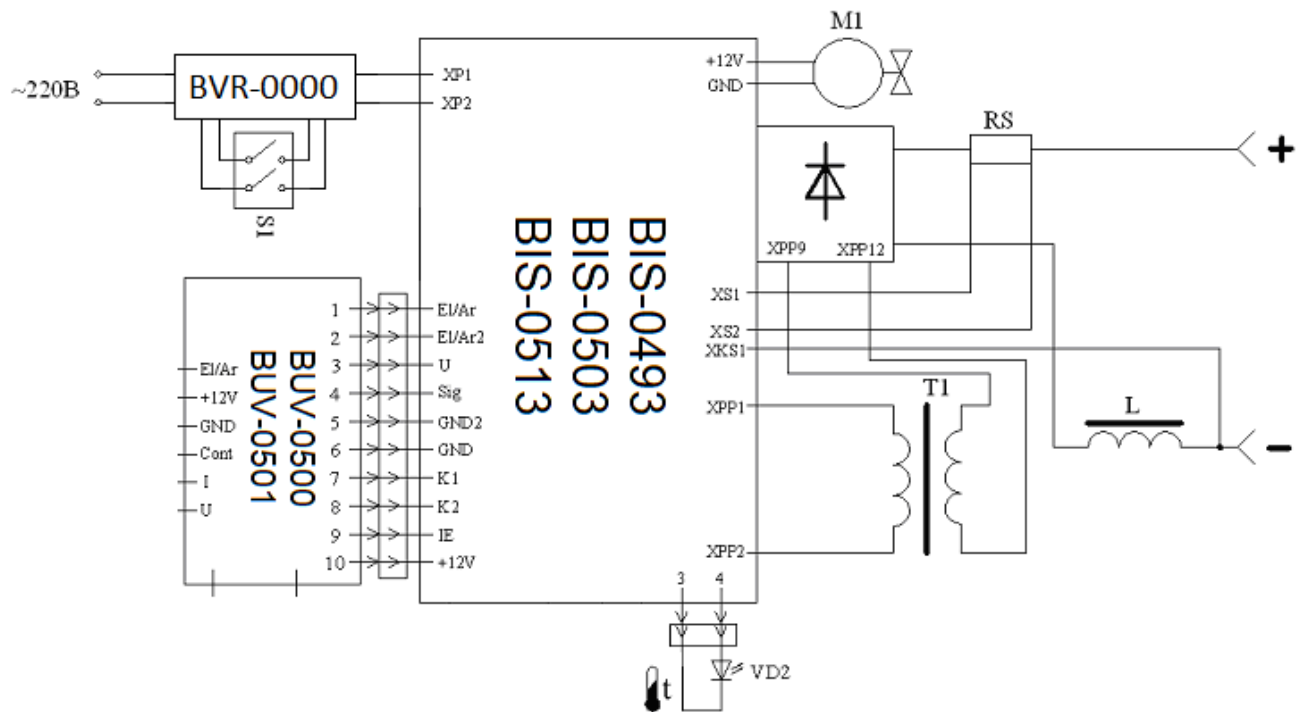 ~220В
BVR-0000
S1
XP1
XP2
+12V
GND
M1
RS
+
XPP9 XPP12
XS1
XS2
XKS1
XPP1
XPP2
T1
L
-
BIS-0493
BIS-0503
BIS-0513
BUV-0500
BUV-0501
El/Ar
+12V
GND
Cont
I
U
1 El/Ar
2 El/Ar2
3 U
4 Sig
5 GND2
6 GND
7 K1
8 K2
9 IE
10 +12V
3 4
t
VD2